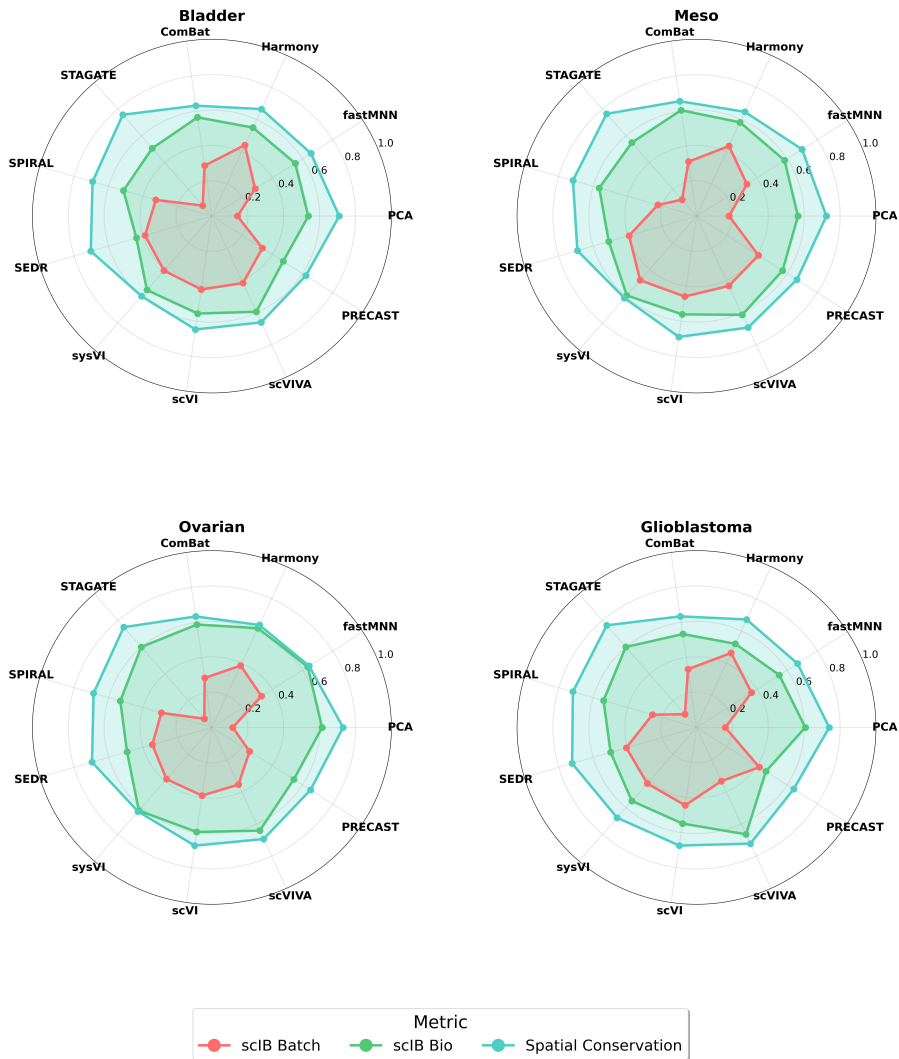 Bladder
ComBat
Harmony
STAGATE
fastMNN
1.0
0.8
0.6
0.4
0.2
SPIRAL
PCA
SEDR
PRECAST
sysVI
scVIVA
scVI
Meso
ComBat
Harmony
STAGATE
fastMNN
1.0
0.8
0.6
0.4
0.2
SPIRAL
PCA
SEDR
PRECAST
sysVI
scVIVA
scVI
Ovarian
ComBat
Harmony
STAGATE
fastMNN
1.0
0.8
0.6
0.4
0.2
SPIRAL
PCA
SEDR
PRECAST
sysVI
scVIVA
scVI
Glioblastoma
ComBat
Harmony
STAGATE
fastMNN
1.0
0.8
0.6
0.4
0.2
SPIRAL
PCA
SEDR
PRECAST
sysVI
scVIVA
scVI
Metric
scIB Batch
scIB Bio
Spatial Conservation